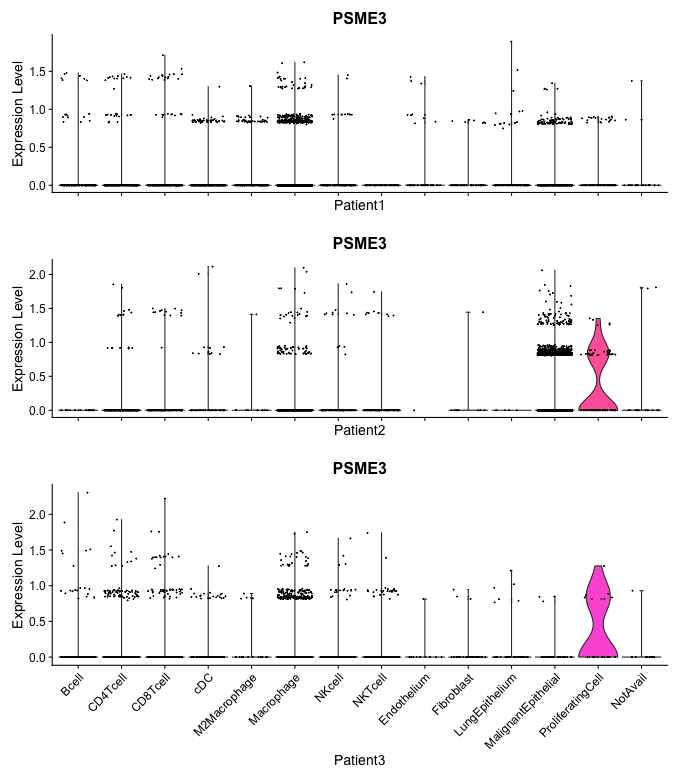 PSME3
Expression Level
1.5
1.0
0.5
0.0
Patient1
PSME3
Expression Level
2.0
1.5
1.0
0.5
0.0
Patient2
PSME3
Expression Level
2.0
1.5
1.0
0.5
0.0
Bcell
CD4Tcell
CD8Tcell
cDC
M2Macrophage
Macrophage
NKcell
NKTcell
Endothelium
Fibroblast
LungEpithelium
MalignantEpithelial
ProliferatingCell
NotAvail
Patient3